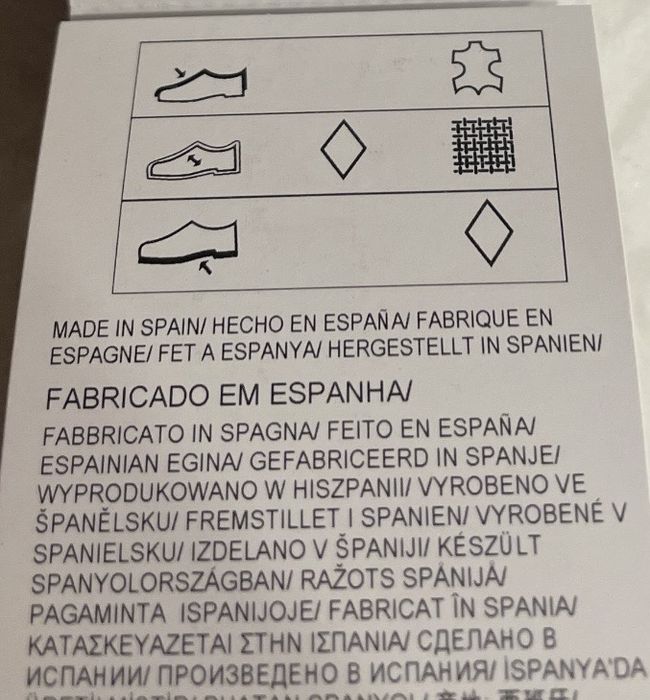 MADE IN SPAIN/ HECHO EN ESPAÑA/ FABRIQUE EN
ESPAGNE/ FET A ESPANYA/ HERGESTELLT IN SPANIEN/
FABRICADO EM ESPANHA/
FABBRICATO IN SPAGNA/ FEITO EN ESPAÑA/
ESPAINIAN EGINA/ GEFABRICEERD IN SPANJE/
WYPRODUKOWANO W HISZPANII/ VYROBENO VE
ŠPANĚLSKU/ FREMSTILLET I SPANIEN/ VYROBENÉ V
SPANIELSKU/ IZDELANO V ŠPANIJI/ KÉSZÜLT
SPANYOLORSZÁGBAN/ RAŽOTS SPĀNIJĀ/
PAGAMINTA ISPANIJOJE/ FABRICAT ÎN SPANIA/
ΚΑΤΑΣΚΕΥΑΖΕΤΑΙ ΣΤΗΝ ΙΣΠΑΝΙΑ/ СДЕЛАНО В
ИСПАНИИ/ ПРОИЗВЕДЕНО В ИСПАНИЯ/ İSPANYA'DA